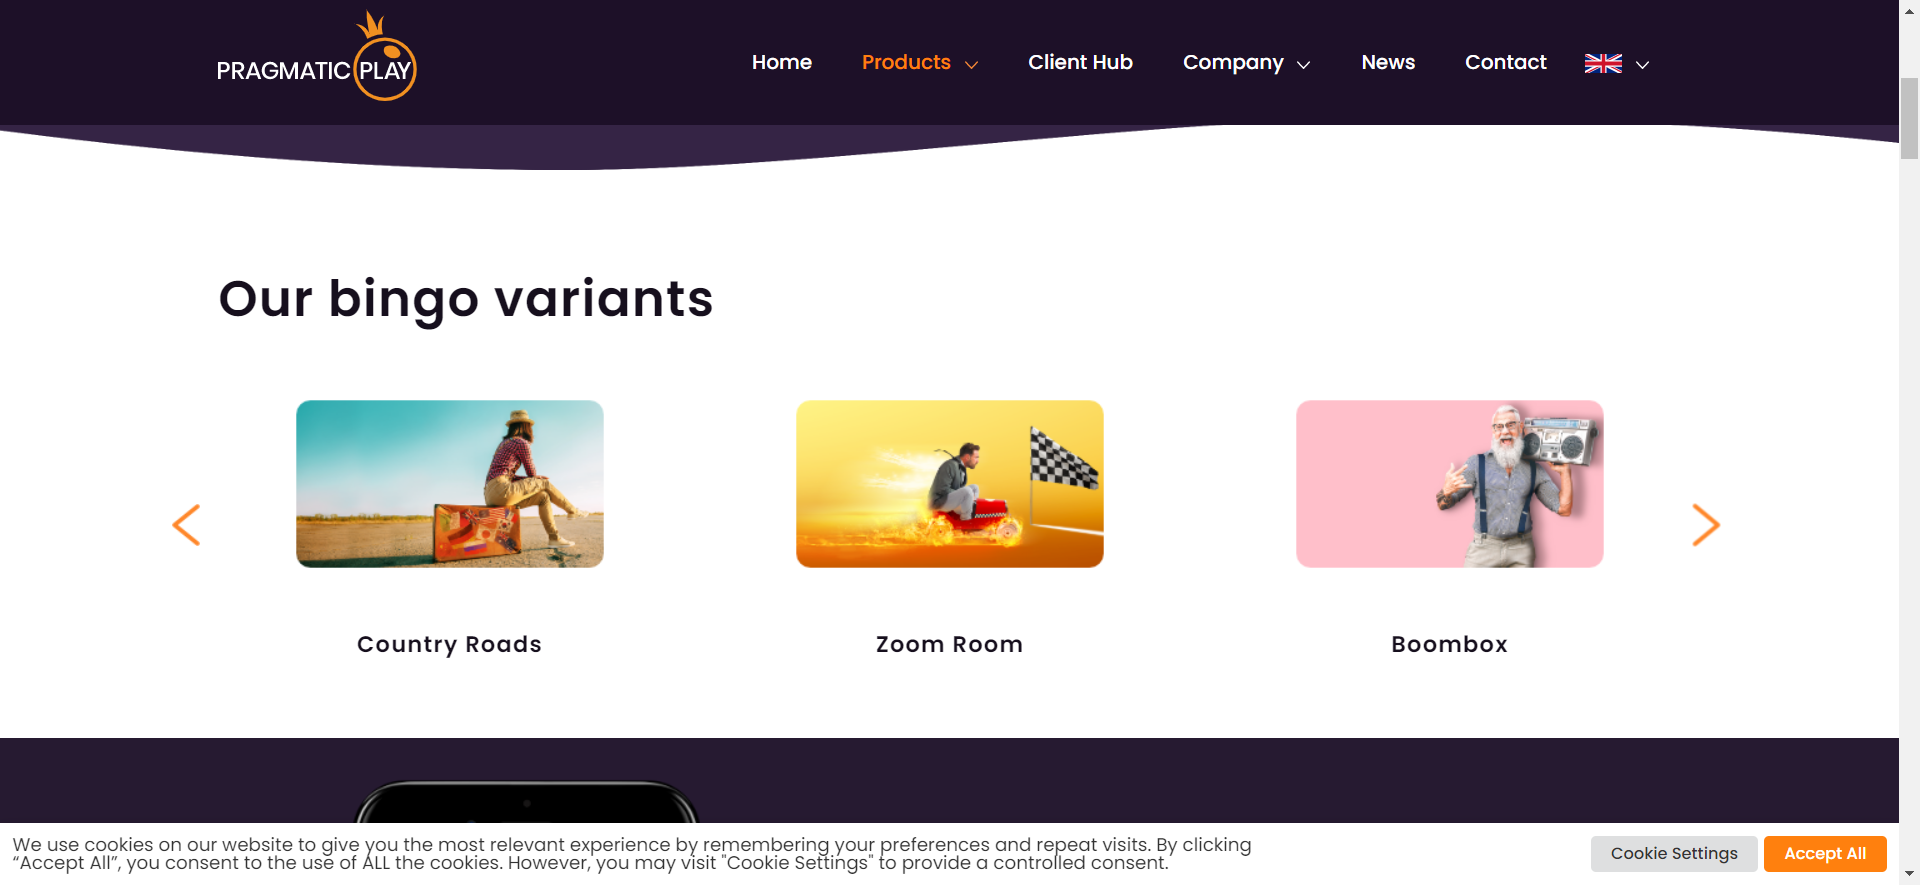 PRAGMATIC PLAY
Home
Products
Client Hub
Company
News
Contact
Our bingo variants
Country Roads
Zoom Room
Boombox
We use cookies on our website to give you the most relevant experience by remembering your preferences and repeat visits. By clicking
“Accept All”, you consent to the use of ALL the cookies. However, you may visit "Cookie Settings" to provide a controlled consent.
Cookie Settings
Accept All